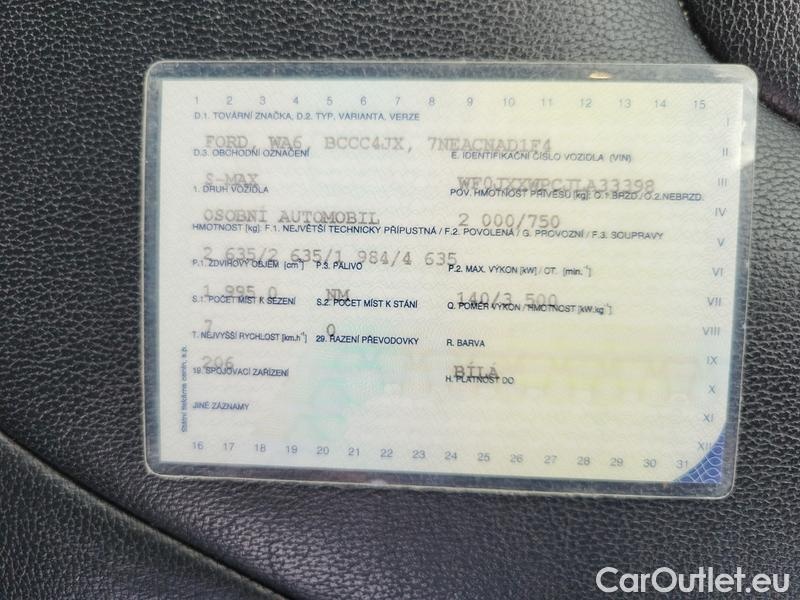 1 2 3 4 5 6 7 8 9 10 11 12 13 14 15
D.1. TOVÁRNÍ ZNAČKA, D.2. TYP, VARIANTA, VERZE I
FORD, WA6, BCCC4JX, 7NEACNAD1F4
D.3. OBCHODNÍ OZNAČENÍ E. IDENTIFIKAČNÍ ČÍSLO VOZIDLA (VIN) II
S-MAX WF0JXXWPCJLA33398 III
1. DRUH VOZIDLA POV. HMOTNOST PŘÍVĚSU [kg]: O.1 BRZD./O.2 NEBRZD.
OSOBNÍ AUTOMOBIL 2 000/750 IV
HMOTNOST [kg]: F.1. NEJVĚTŠÍ TECHNICKY PŘÍPUSTNÁ / F.2. POVOLENÁ / G. PROVOZNÍ / F.3. SOUPRAVY V
2 635/2 635/1 984/4 635
P.1. ZDVIHOVÝ OBJEM [cm³] P.3. PALIVO P.2. MAX. VÝKON [kW] / OT. [min.⁻¹] VI
1 995,0 NM 140/3 500
S.1. POČET MÍST K SEZENÍ S.2. POČET MÍST K STÁNÍ Q. POMĚR VÝKON / HMOTNOST [kW.kg⁻¹] VII
7 0
T. NEJVYŠŠÍ RYCHLOST [km.h⁻¹] 29. ŘAZENÍ PŘEVODOVKY R. BARVA VIII
206 BÍLÁ IX
19. SPOJOVACÍ ZAŘÍZENÍ H. PLATNOST DO X
JINÉ ZÁZNAMY XI
XII
16 17 18 19 20 21 22 23 24 25 26 27 28 29 30 31
Státní tiskárna cenin, s.p.
CarOutlet.eu